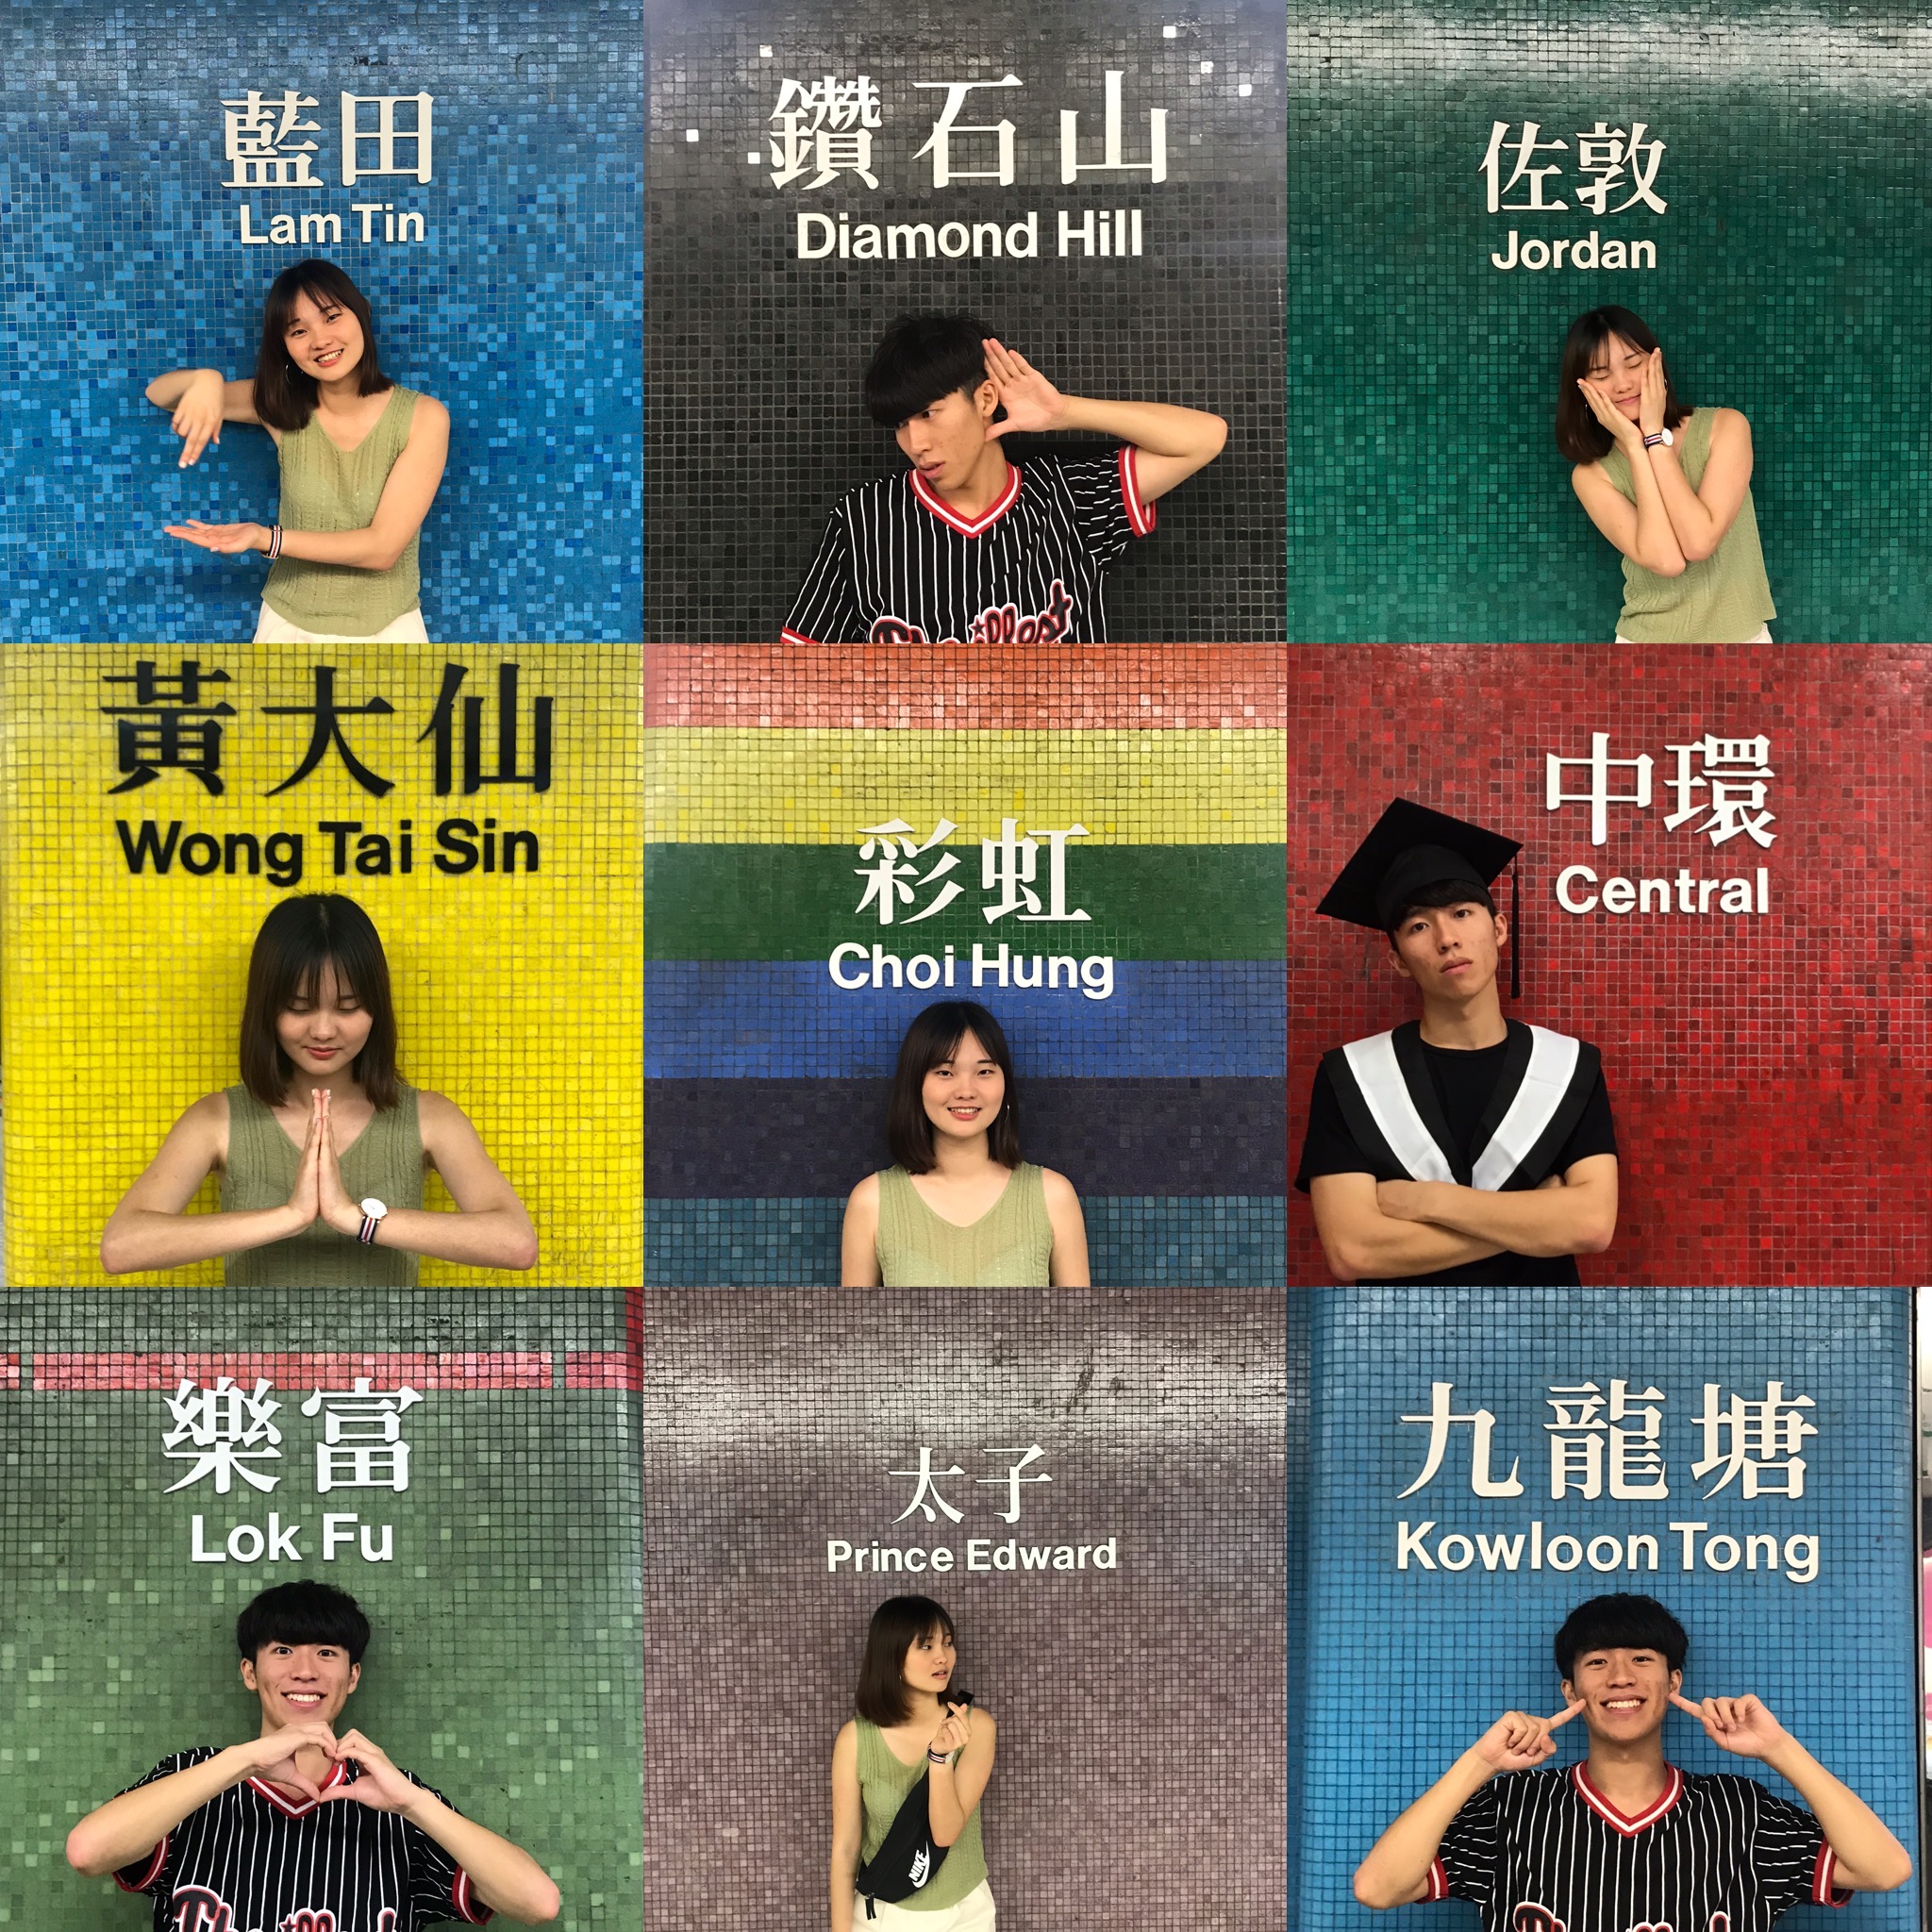 藍田
Lam Tin
鑽石山
Diamond Hill
佐敦
Jordan
黃大仙
Wong Tai Sin
彩虹
Choi Hung
中環
Central
樂富
Lok Fu
太子
Prince Edward
NIKE
九龍塘
Kowloon Tong